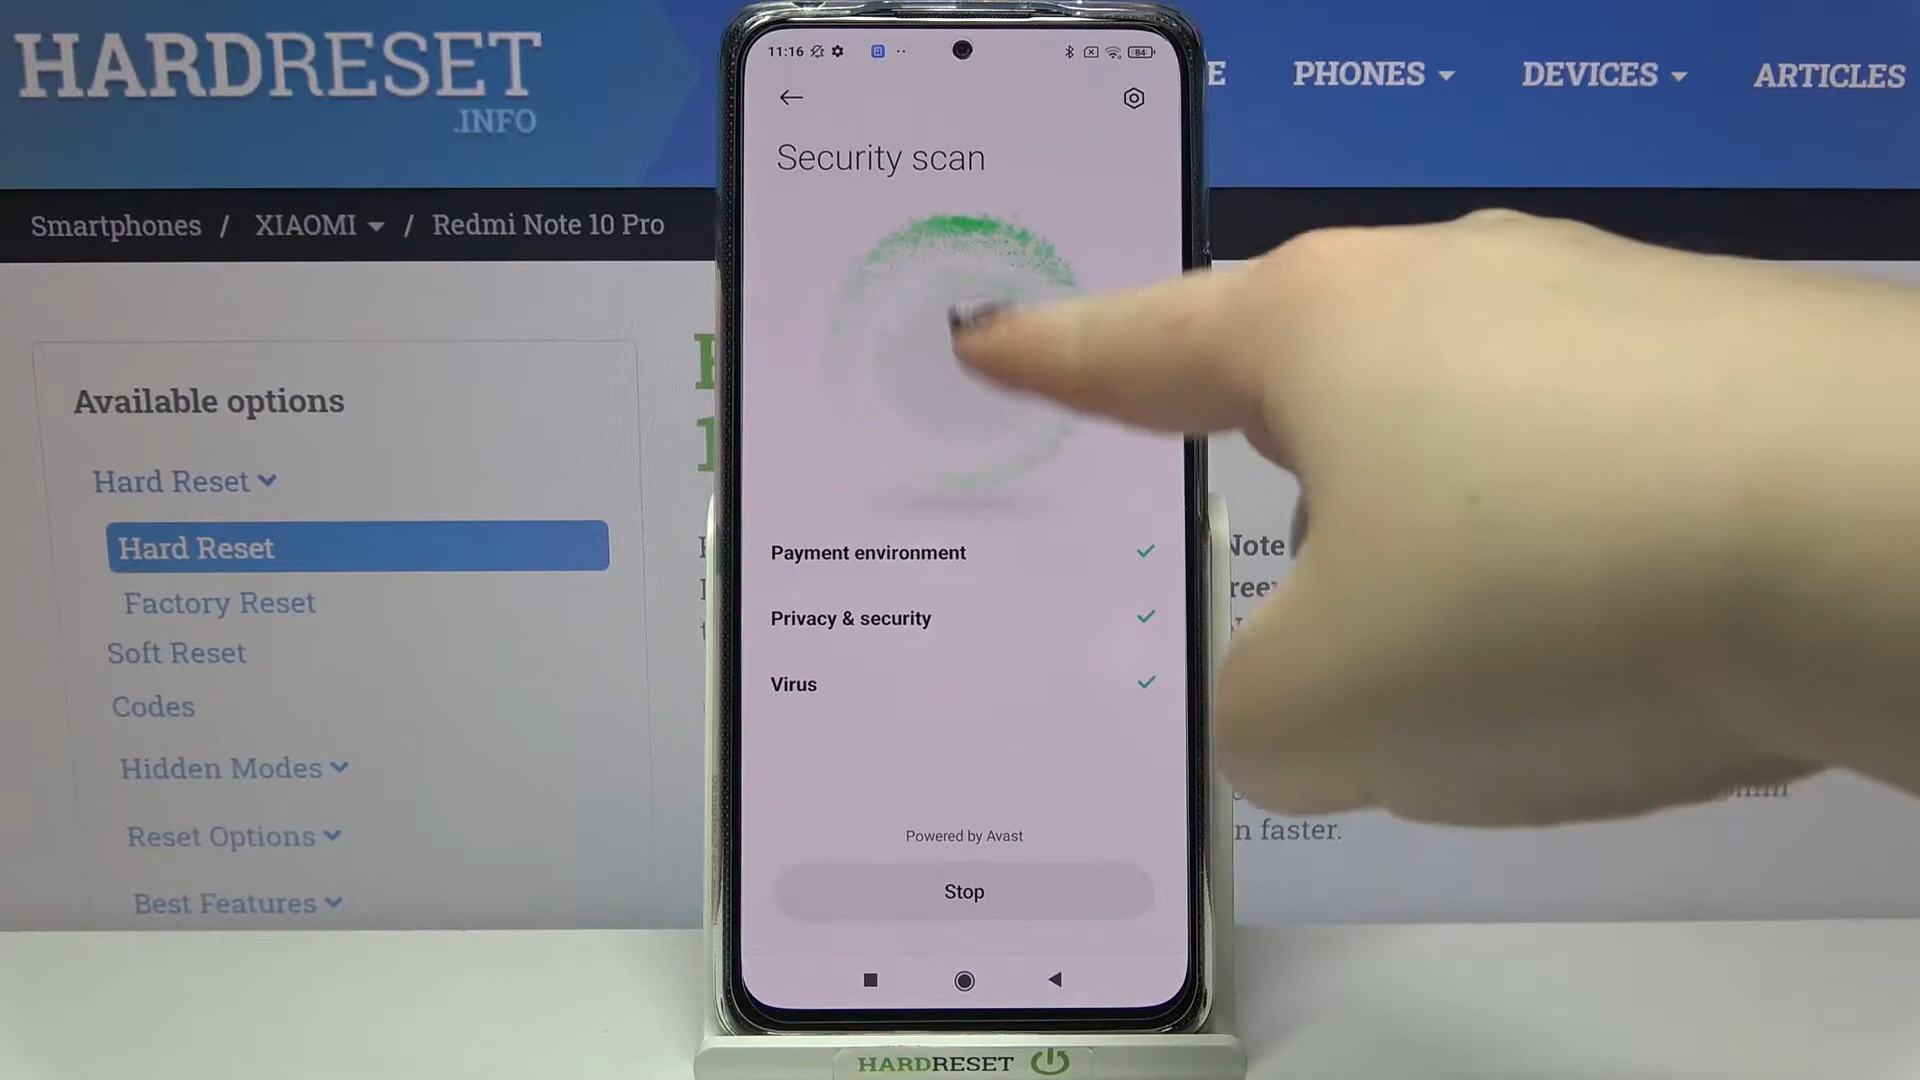 HARDRESET
.INFO
PHONES
DEVICES
ARTICLES
Smartphones / XIAOMI / Redmi Note 10 Pro
Available options
Hard Reset
Hard Reset
Factory Reset
Soft Reset
Codes
Hidden Modes
Reset Options
Best Features
11:16
84
Security scan
Payment environment
Privacy & security
Virus
Powered by Avast
Stop
Note
n faster.
HARDRESET